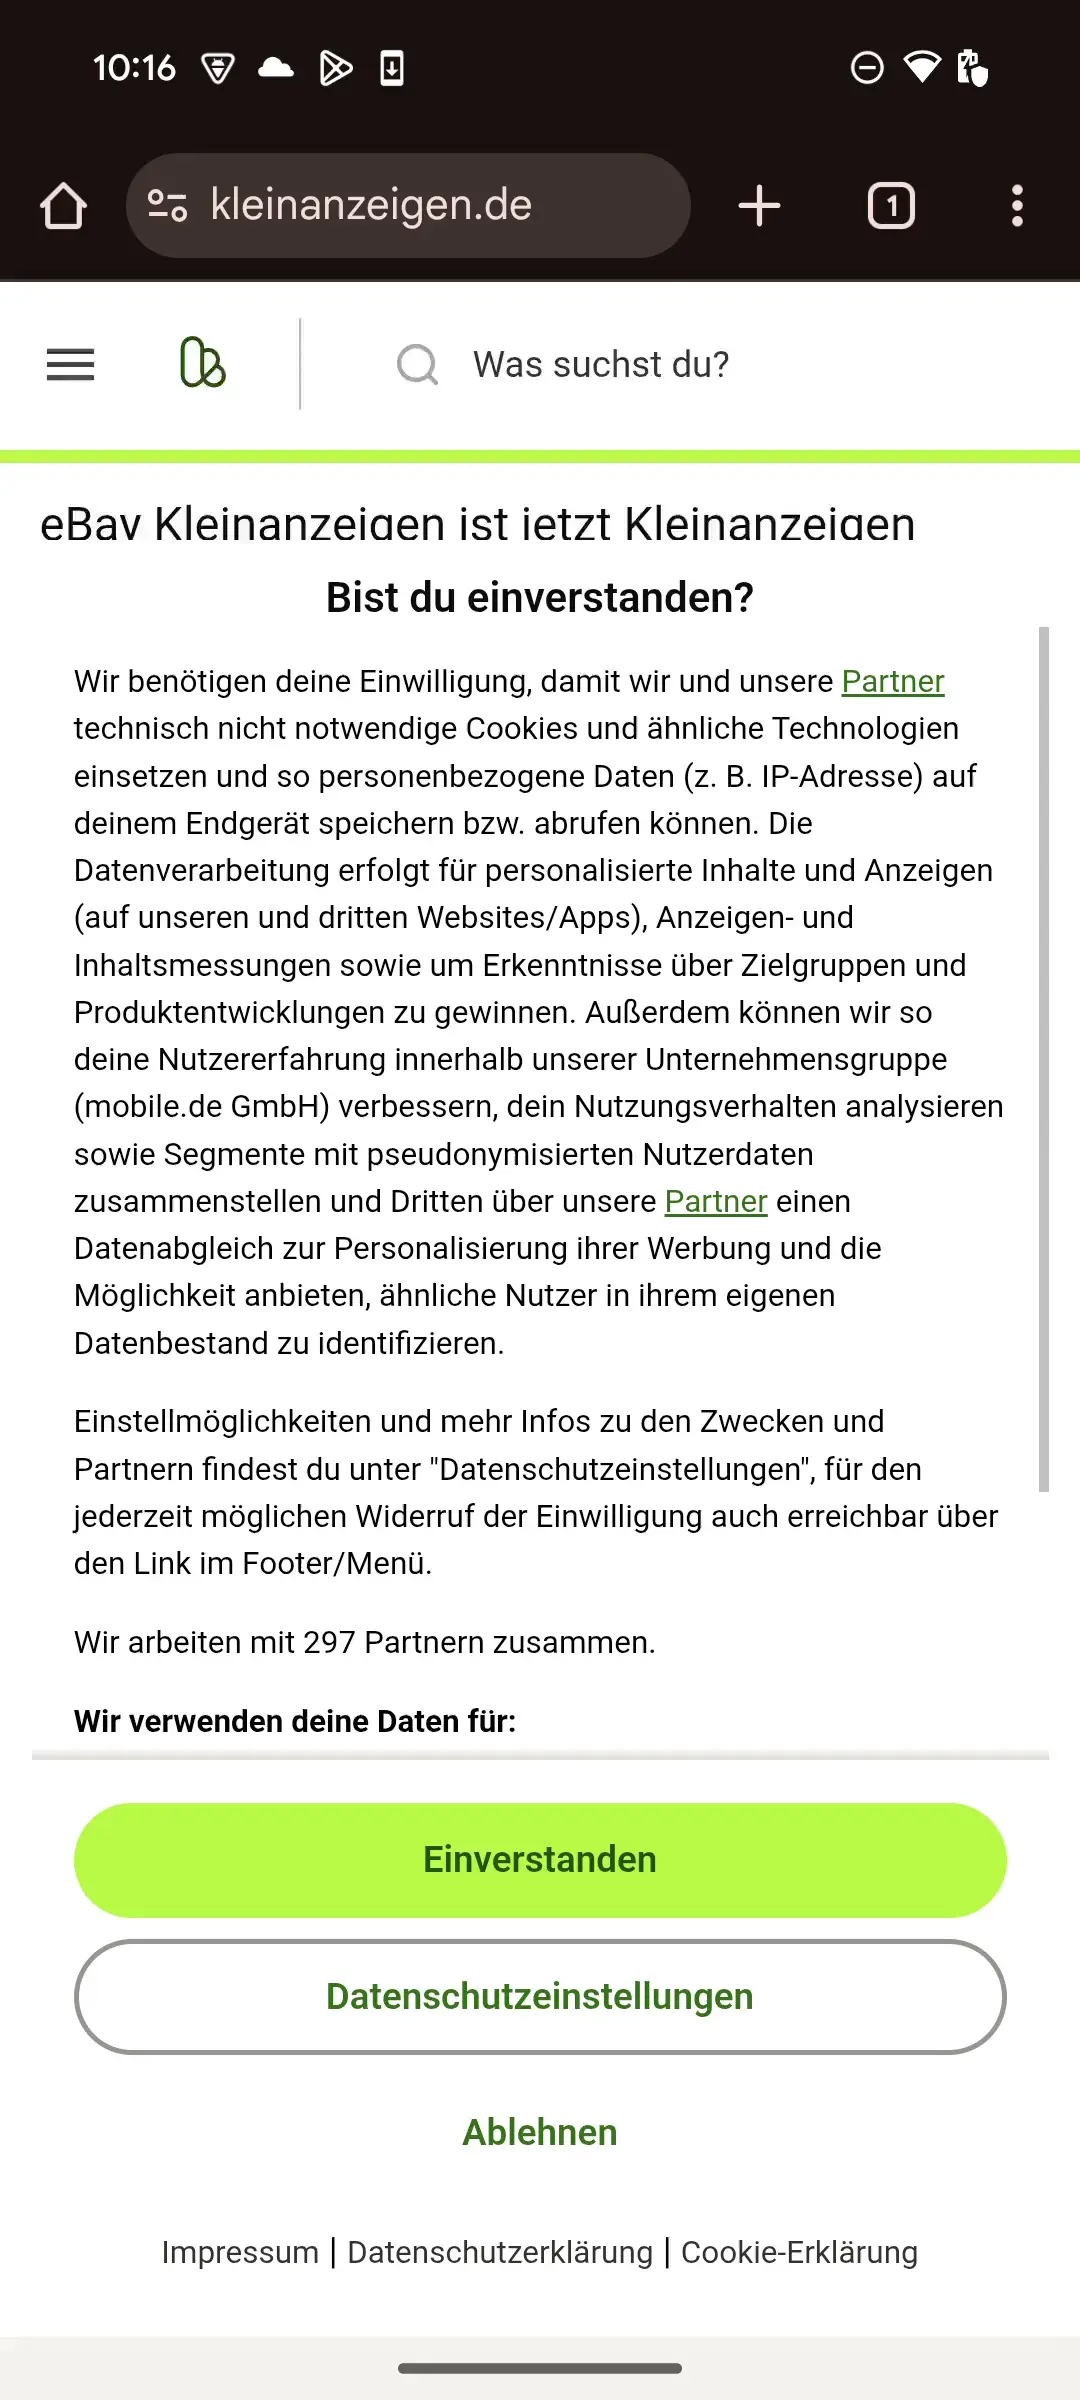 10:16
kleinanzeigen.de
1
Was suchst du?
eBay Kleinanzeigen ist jetzt Kleinanzeigen
Bist du einverstanden?
Wir benötigen deine Einwilligung, damit wir und unsere Partner
technisch nicht notwendige Cookies und ähnliche Technologien
einsetzen und so personenbezogene Daten (z. B. IP-Adresse) auf
deinem Endgerät speichern bzw. abrufen können. Die
Datenverarbeitung erfolgt für personalisierte Inhalte und Anzeigen
(auf unseren und dritten Websites/Apps), Anzeigen- und
Inhaltsmessungen sowie um Erkenntnisse über Zielgruppen und
Produktentwicklungen zu gewinnen. Außerdem können wir so
deine Nutzererfahrung innerhalb unserer Unternehmensgruppe
(mobile.de GmbH) verbessern, dein Nutzungsverhalten analysieren
sowie Segmente mit pseudonymisierten Nutzerdaten
zusammenstellen und Dritten über unsere Partner einen
Datenabgleich zur Personalisierung ihrer Werbung und die
Möglichkeit anbieten, ähnliche Nutzer in ihrem eigenen
Datenbestand zu identifizieren.
Einstellmöglichkeiten und mehr Infos zu den Zwecken und
Partnern findest du unter "Datenschutzeinstellungen", für den
jederzeit möglichen Widerruf der Einwilligung auch erreichbar über
den Link im Footer/Menü.
Wir arbeiten mit 297 Partnern zusammen.
Wir verwenden deine Daten für:
Einverstanden
Datenschutzeinstellungen
Ablehnen
Impressum | Datenschutzerklärung | Cookie-Erklärung